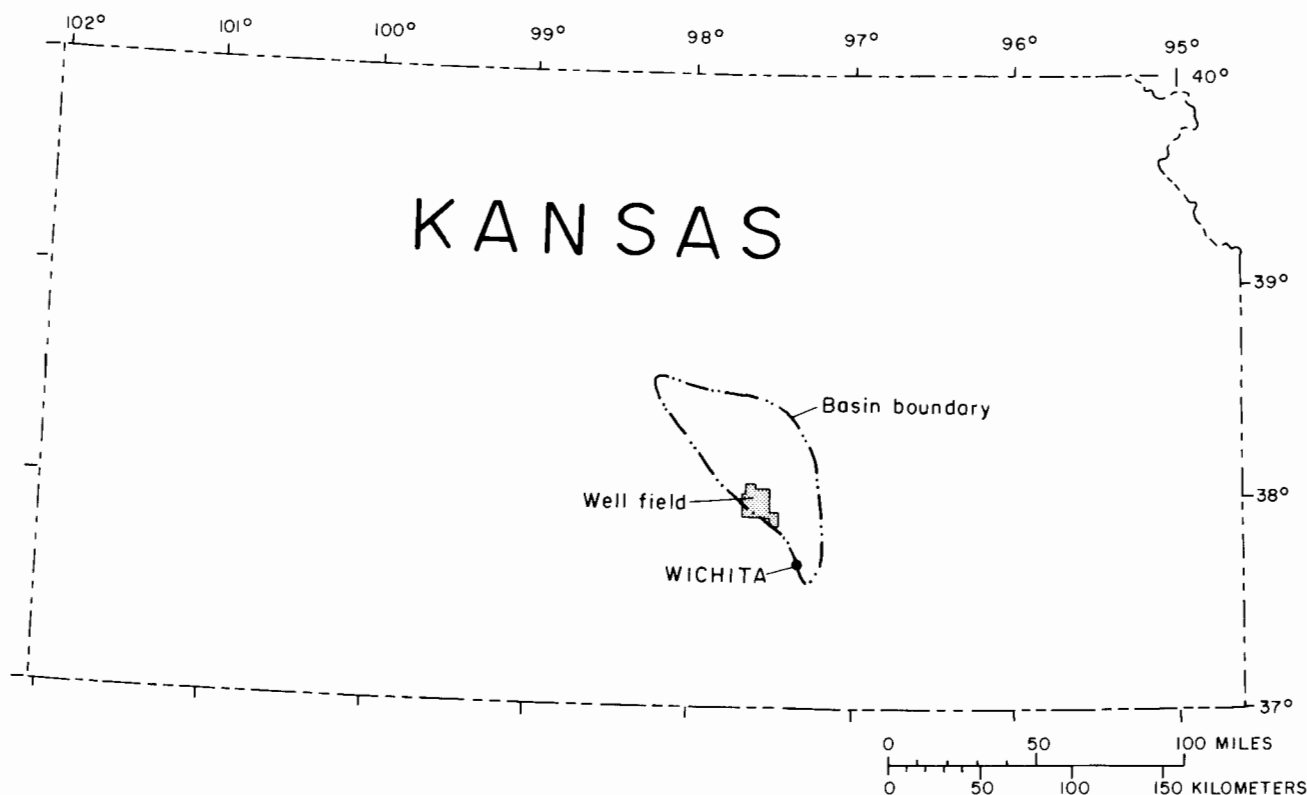 102° 101° 100° 99° 98° 97° 96° 95°
40°
KANSAS
39°
Basin boundary
Well field
38°
WICHITA
37°
0 50 100 MILES
0 50 100 150 KILOMETERS